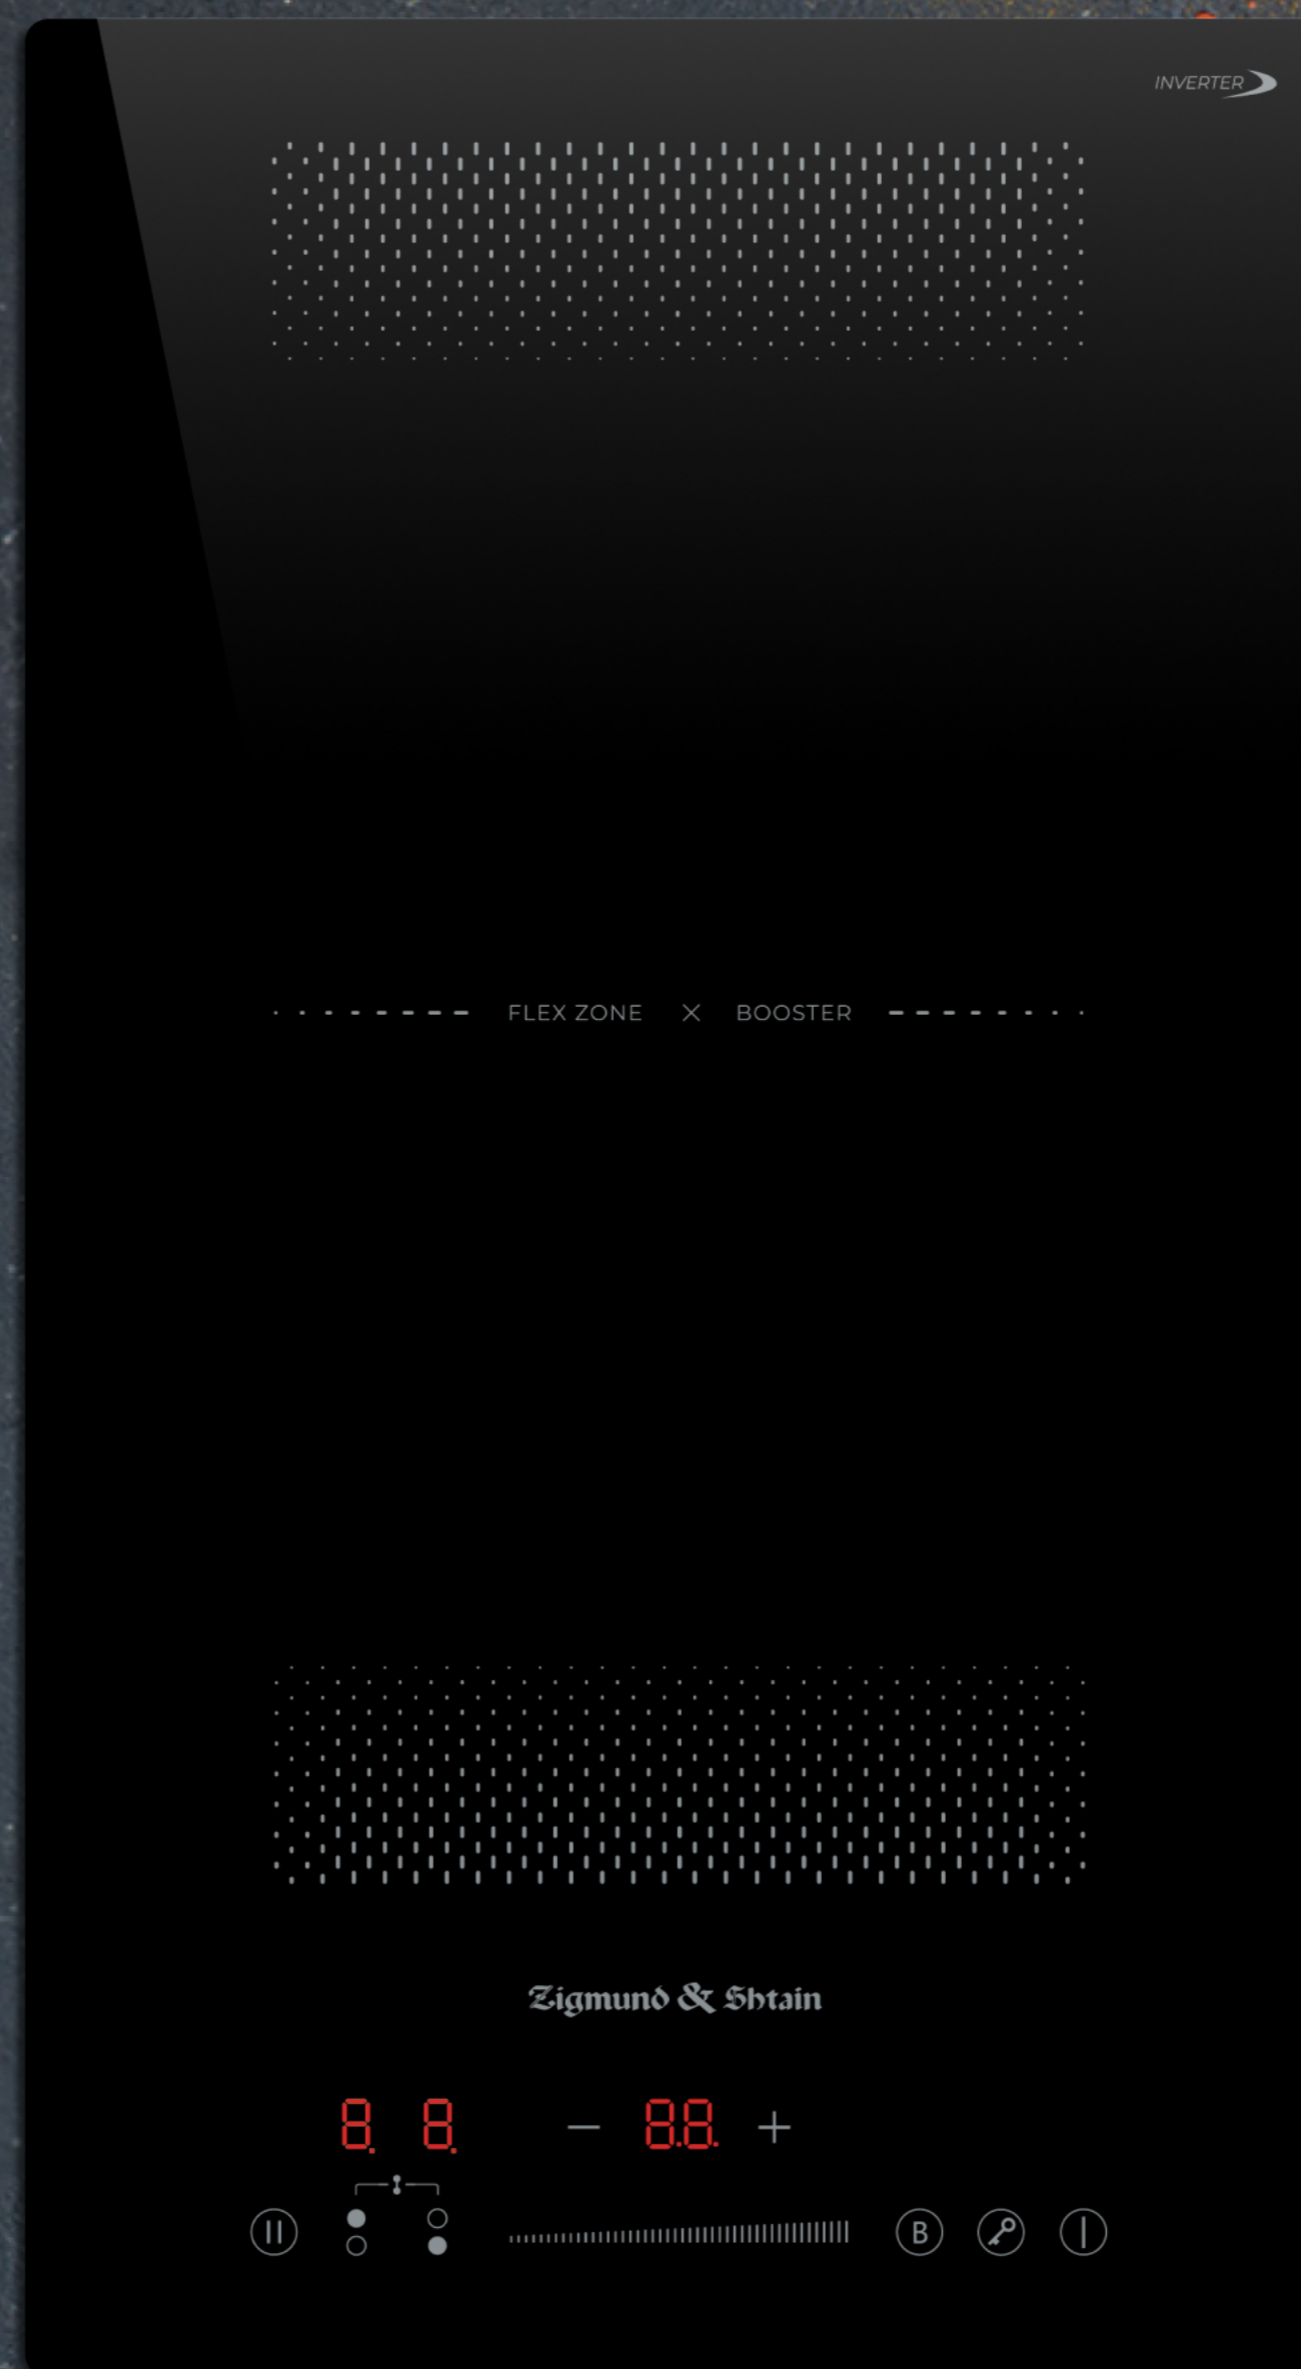 INVERTER
FLEX ZONE × BOOSTER
Zigmund & Shtain
8. 8. − 8.8. +
B